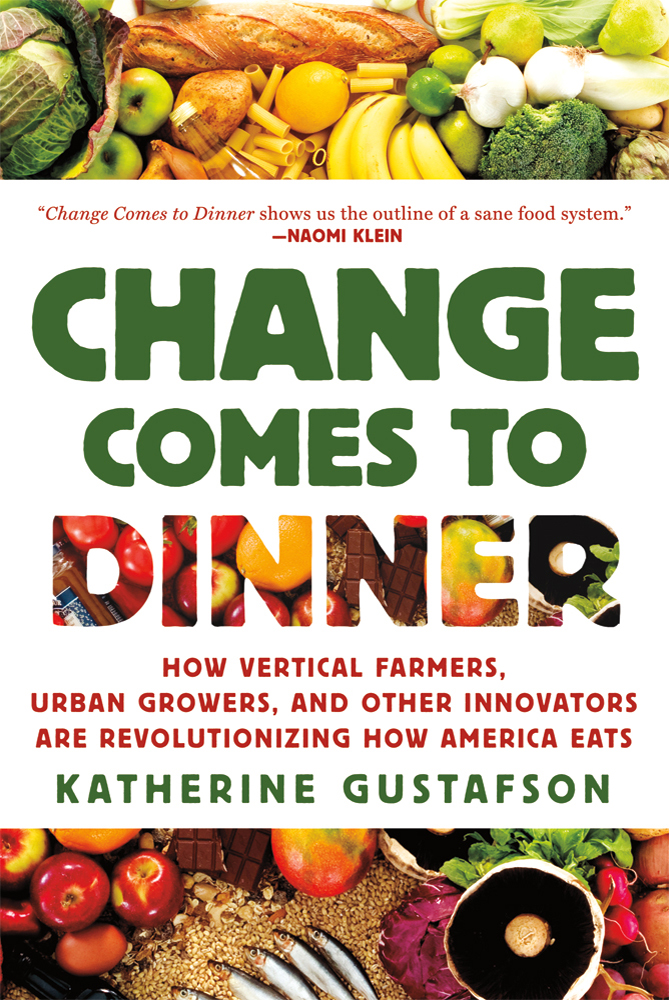 “Change Comes to Dinner shows us the outline of a sane food system.”
—NAOMI KLEIN
CHANGE
COMES TO
DINNER
HOW VERTICAL FARMERS,
URBAN GROWERS, AND OTHER INNOVATORS
ARE REVOLUTIONIZING HOW AMERICA EATS
KATHERINE GUSTAFSON